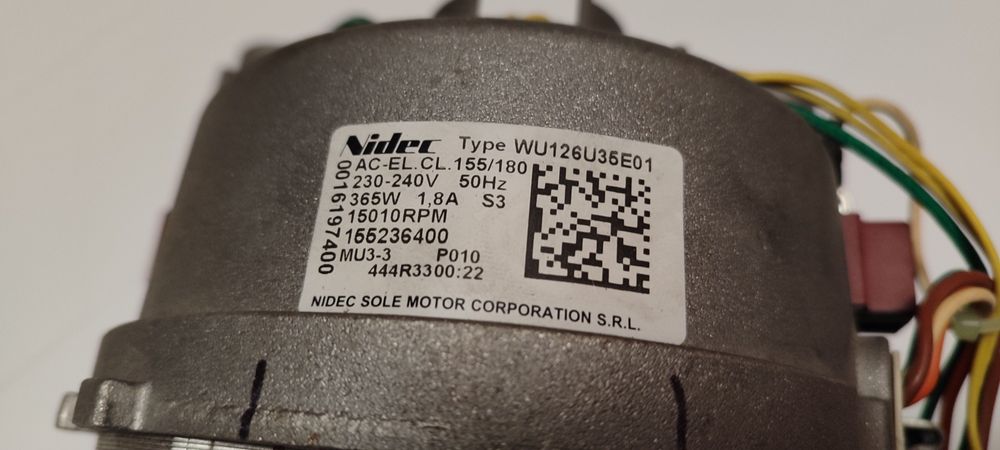 Nidec Type WU126U35E01
AC-EL.CL.155/180
230-240V 50Hz
365W 1,8A S3
15010RPM
155236400
MU3-3 P010
444R3300:22
NIDEC SOLE MOTOR CORPORATION S.R.L.
0016197400